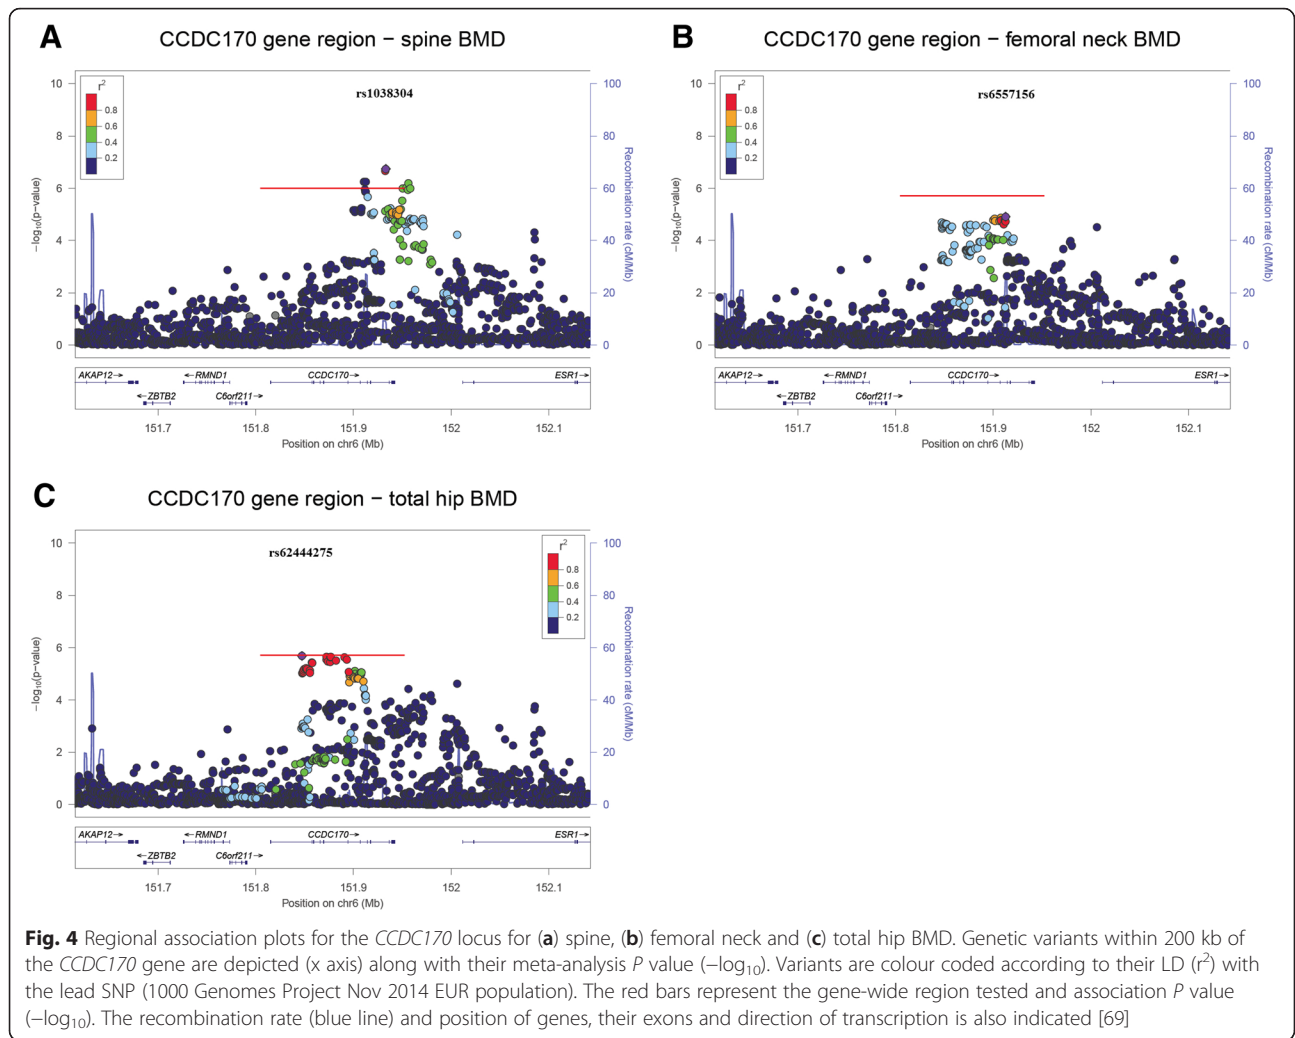 A
CCDC170 gene region − spine BMD
r2
0.8
0.6
0.4
0.2
rs1038304
10
8
6
4
2
0
−log10(p−value)
100
80
60
40
20
0
Recombination rate (cM/Mb)
AKAP12→
←RMND1
CCDC170→
ESR1→
←ZBTB2
C6orf211→
151.7
151.8
151.9
152
152.1
Position on chr6 (Mb)
B
CCDC170 gene region − femoral neck BMD
r2
0.8
0.6
0.4
0.2
rs6557156
10
8
6
4
2
0
−log10(p−value)
100
80
60
40
20
0
Recombination rate (cM/Mb)
AKAP12→
←RMND1
CCDC170→
ESR1→
←ZBTB2
C6orf211→
151.7
151.8
151.9
152
152.1
Position on chr6 (Mb)
C
CCDC170 gene region − total hip BMD
rs62444275
r2
0.8
0.6
0.4
0.2
10
8
6
4
2
0
−log10(p−value)
100
80
60
40
20
0
Recombination rate (cM/Mb)
AKAP12→
←RMND1
CCDC170→
ESR1→
←ZBTB2
C6orf211→
151.7
151.8
151.9
152
152.1
Position on chr6 (Mb)
Fig. 4 Regional association plots for the CCDC170 locus for (a) spine, (b) femoral neck and (c) total hip BMD. Genetic variants within 200 kb of
the CCDC170 gene are depicted (x axis) along with their meta-analysis P value (−log10). Variants are colour coded according to their LD (r2) with
the lead SNP (1000 Genomes Project Nov 2014 EUR population). The red bars represent the gene-wide region tested and association P value
(−log10). The recombination rate (blue line) and position of genes, their exons and direction of transcription is also indicated [69]